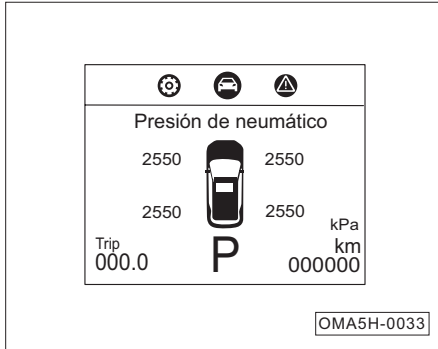 Presión de neumático
2550 2550
2550 2550
kPa
Trip km
000.0 P 000000
OMA5H-0033